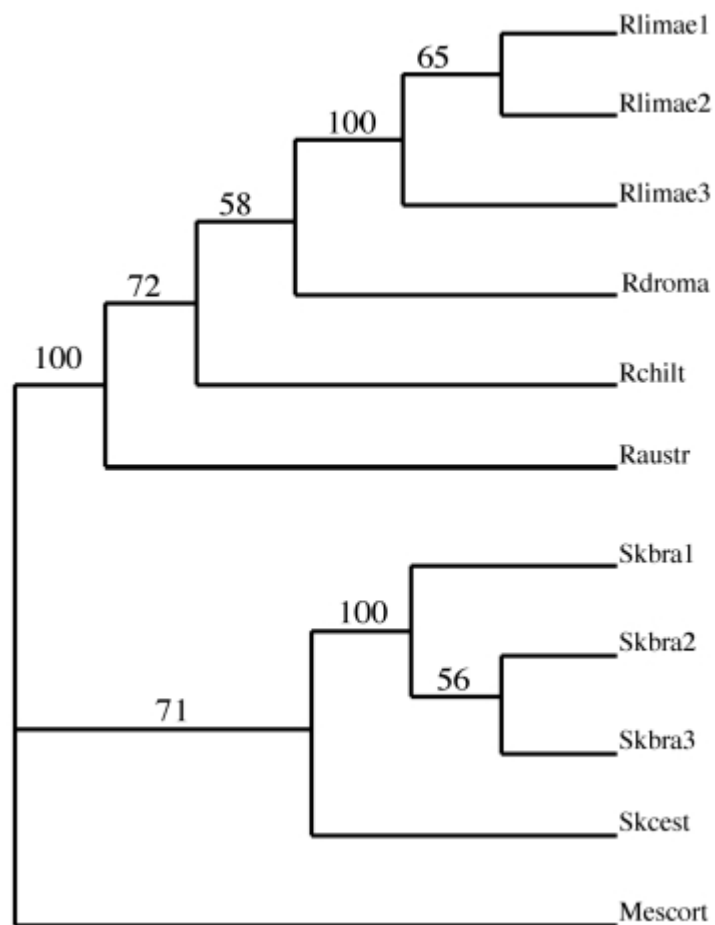 Rlimae1
65
Rlimae2
100
Rlimae3
58
Rdroma
72
100
Rchilt
Raustr
Skbra1
100
Skbra2
56
71
Skbra3
Skcest
Mescort